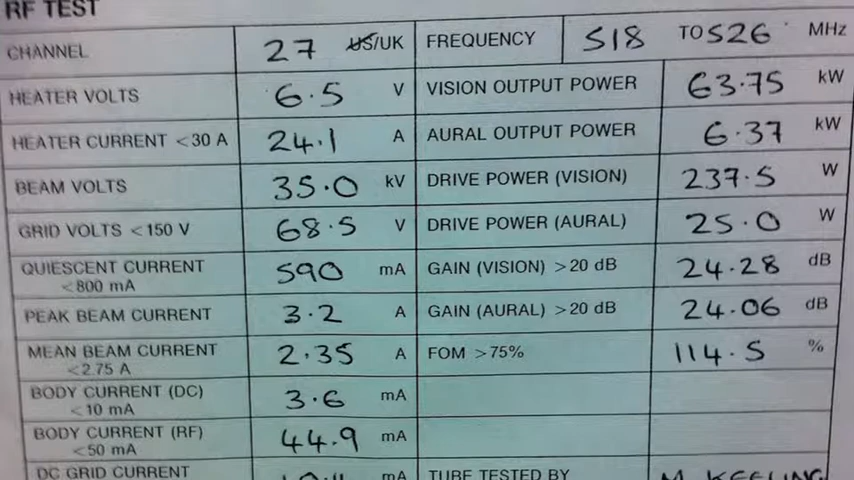 RF TEST
CHANNEL 27 US/UK FREQUENCY 518 TO 526 MHz
HEATER VOLTS 6.5 V VISION OUTPUT POWER 63.75 kW
HEATER CURRENT <30 A 24.1 A AURAL OUTPUT POWER 6.37 kW
BEAM VOLTS 35.0 kV DRIVE POWER (VISION) 237.5 W
GRID VOLTS <150 V 68.5 V DRIVE POWER (AURAL) 25.0 W
QUIESCENT CURRENT 590 mA GAIN (VISION) >20 dB 24.28 dB
<800 mA
PEAK BEAM CURRENT 3.2 A GAIN (AURAL) >20 dB 24.06 dB
MEAN BEAM CURRENT 2.35 A FOM >75% 114.5 %
<2.75 A
BODY CURRENT (DC) 3.6 mA
<10 mA
BODY CURRENT (RF) 44.9 mA
<50 mA
DC GRID CURRENT mA TUBE TESTED BY M. KEELING